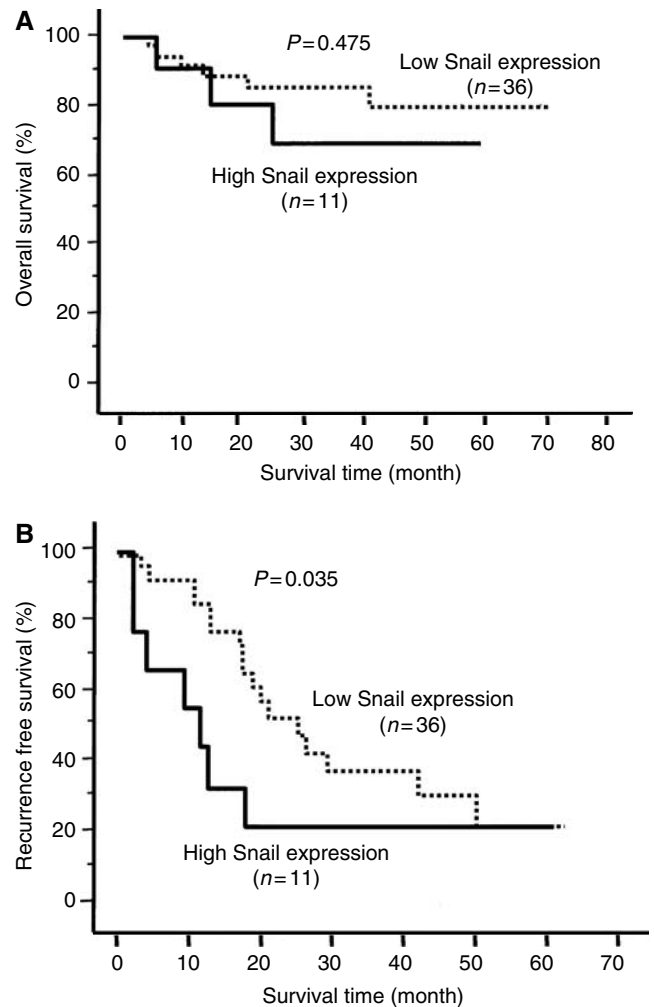 A
100
80
60
40
20
0
Overall survival (%)
P=0.475
Low Snail expression
(n=36)
High Snail expression
(n=11)
0 10 20 30 40 50 60 70 80
Survival time (month)
B
100
80
60
40
20
0
Recurrence free survival (%)
P=0.035
Low Snail expression
(n=36)
High Snail expression
(n=11)
0 10 20 30 40 50 60 70
Survival time (month)